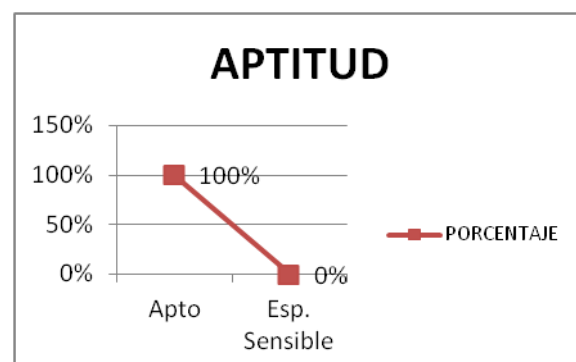 APTITUD
150%
100%
50%
0%
100%
0%
Apto
Esp.
Sensible
PORCENTAJE